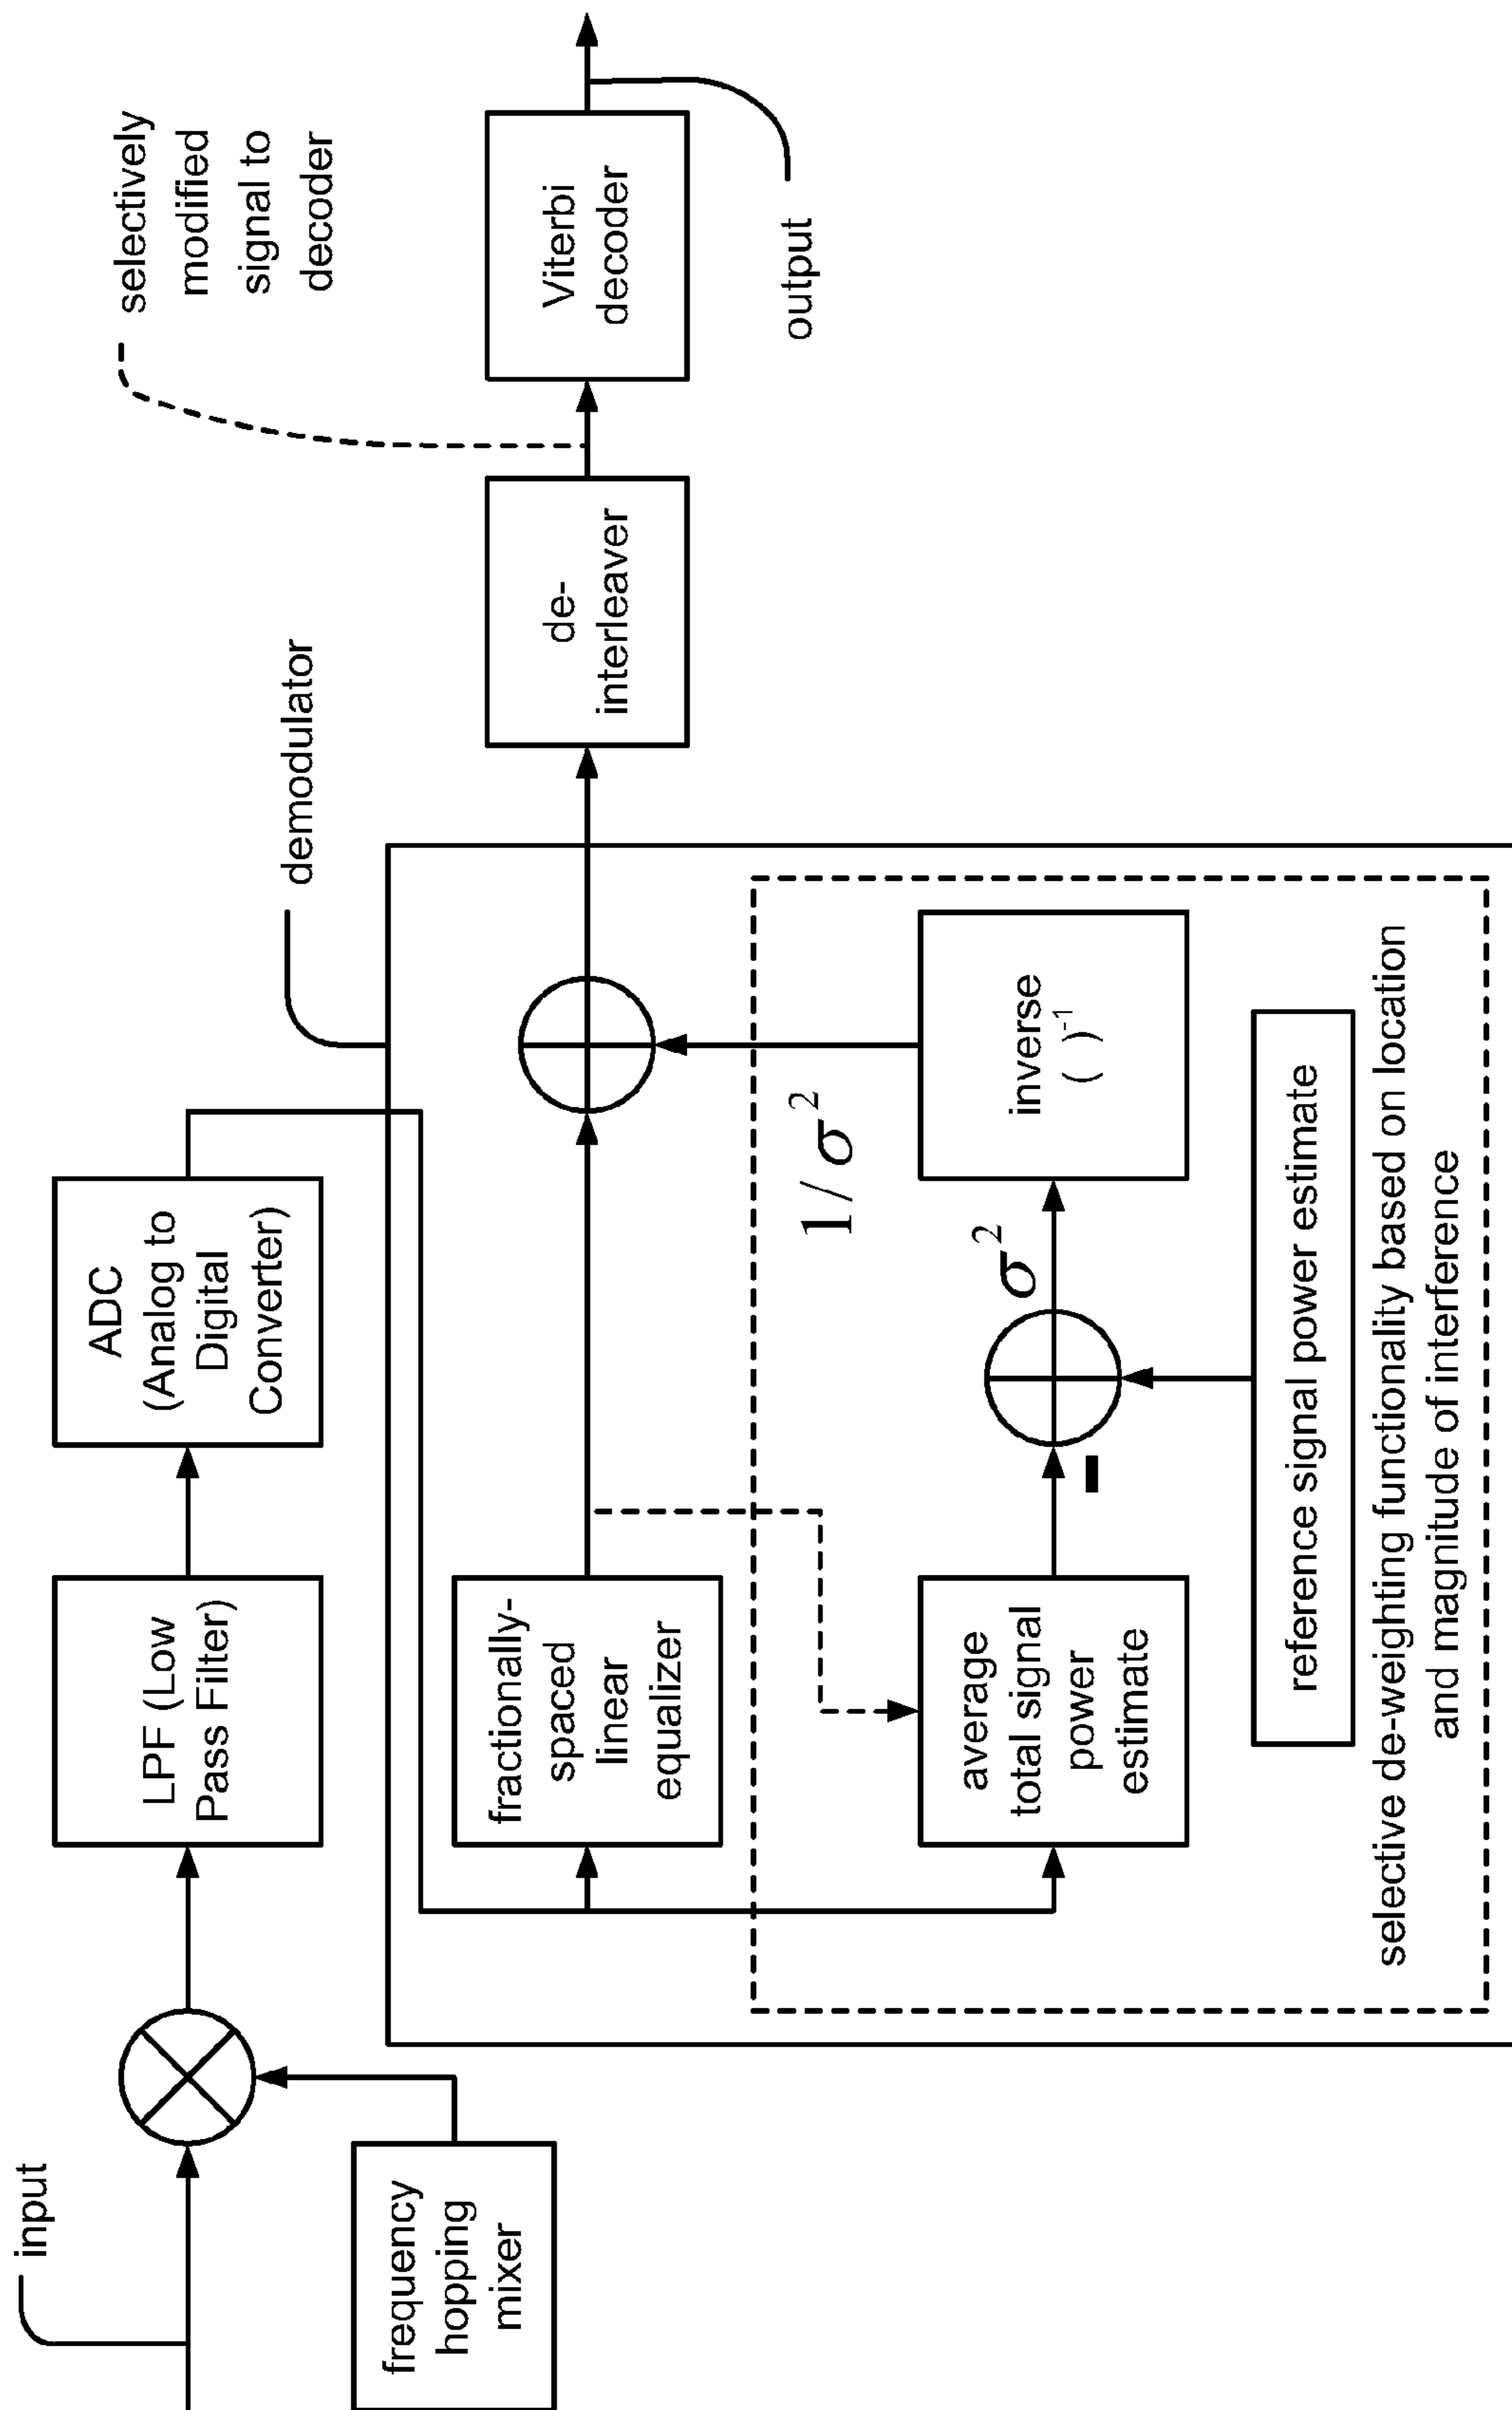 input
frequency
hopping
mixer
LPF (Low
Pass Filter)
ADC
(Analog to
Digital
Converter)
demodulator
fractionally-
spaced
linear
equalizer
average
total signal
power
estimate
-
σ²
inverse
( )⁻¹
1/σ²
reference signal power estimate
selective de-weighting functionality based on location
and magnitude of interference
de-
interleaver
selectively
modified
signal to
decoder
Viterbi
decoder
output